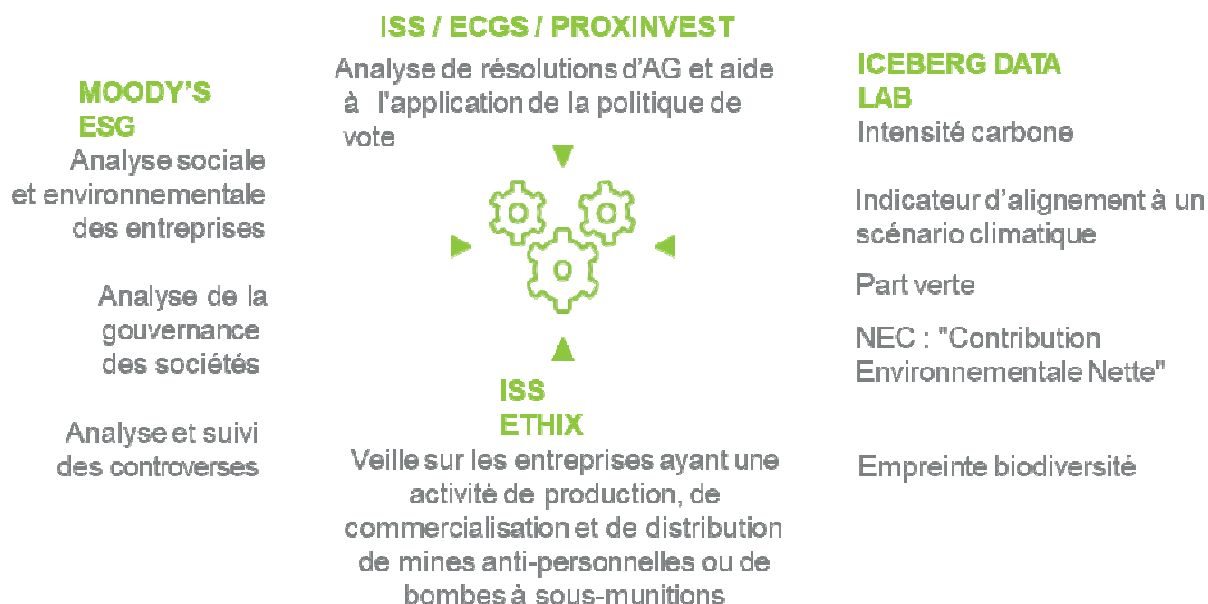 ISS / ECGS / PROXINVEST
Analyse de résolutions d'AG et aide
à l'application de la politique de
vote
MOODY'S
ESG
Analyse sociale
et environnementale
des entreprises
Analyse de la
gouvernance
des sociétés
Analyse et suivi
des controverses
ICEBERG DATA
LAB
Intensité carbone
Indicateur d'alignement à un
scénario climatique
Part verte
NEC : "Contribution
Environnementale Nette"
Empreinte biodiversité
ISS
ETHIX
Veille sur les entreprises ayant une
activité de production, de
commercialisation et de distribution
de mines anti-personnelles ou de
bombes à sous-munitions